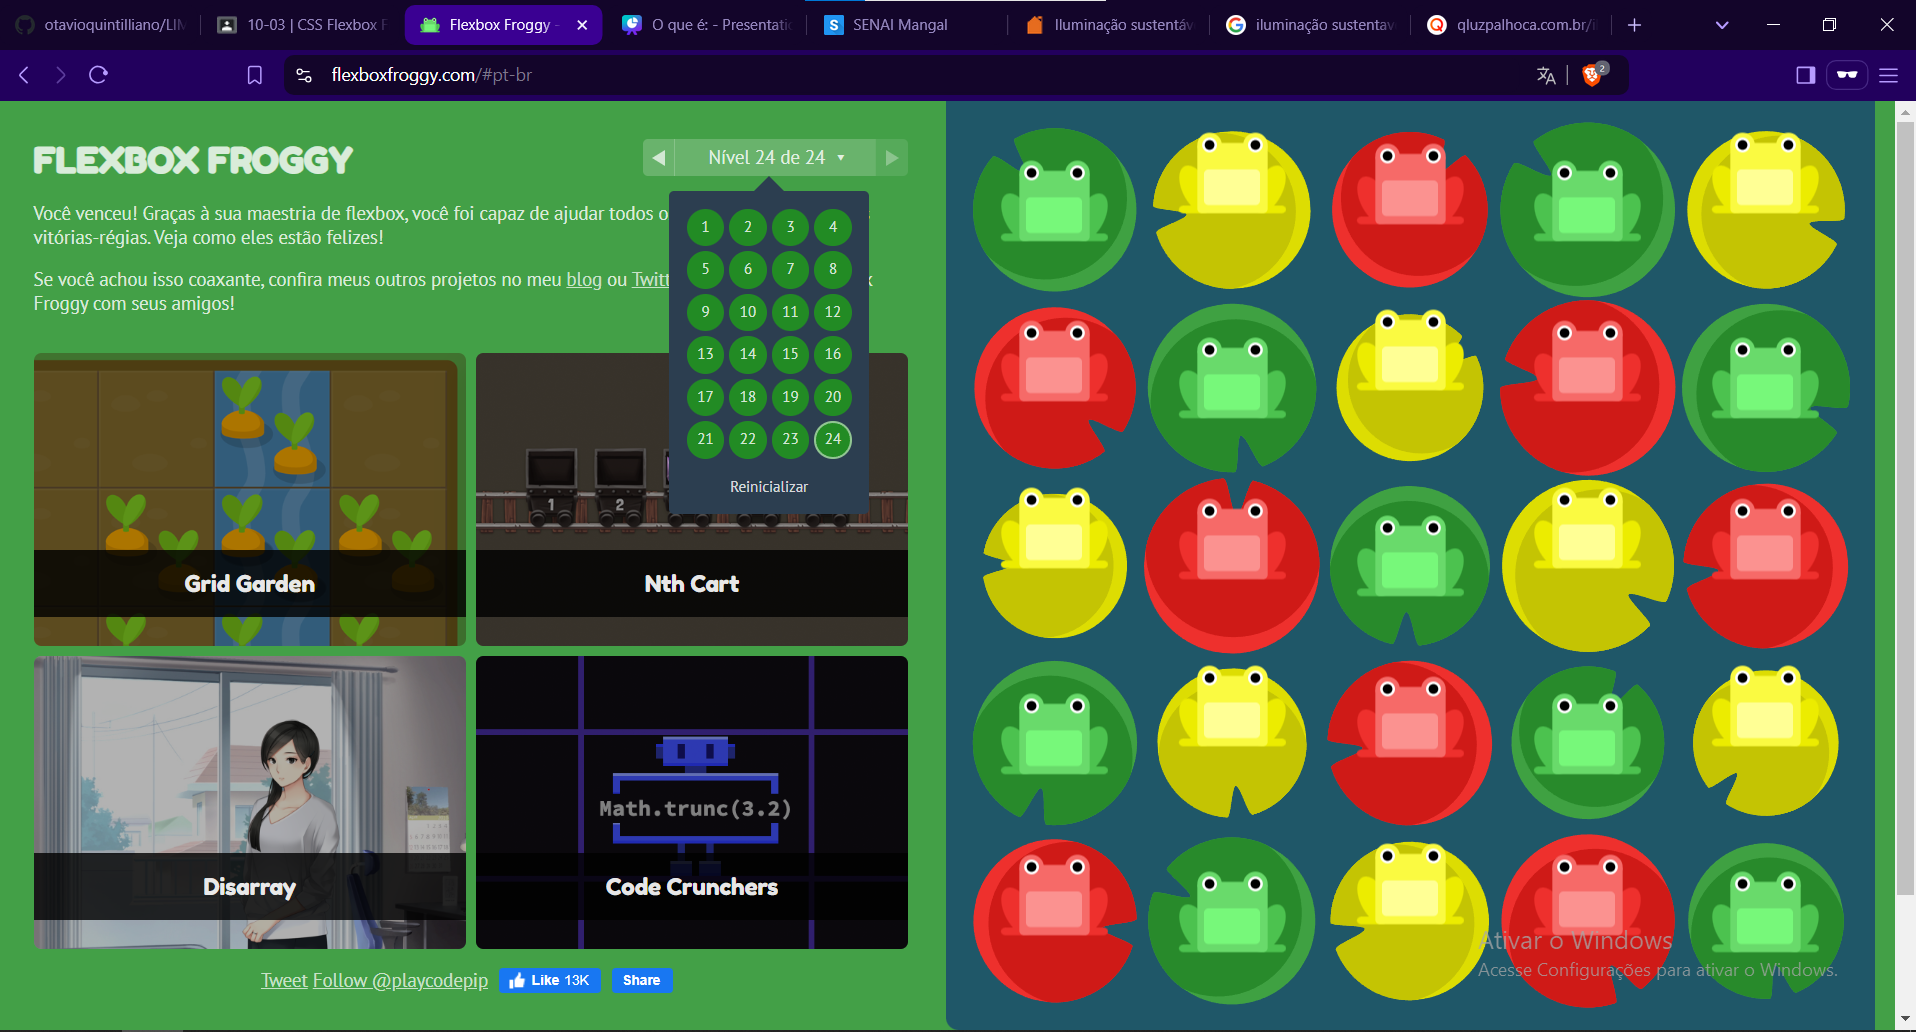 otavioquintilliano/LIM
10-03 | CSS Flexbox F
Flexbox Froggy -
O que é: - Presentatio
SENAI Mangal
Iluminação sustentáv
iluminação sustentav
qluzpalhoca.com.br/i
flexboxfroggy.com/#pt-br
2
FLEXBOX FROGGY
Nível 24 de 24
Você venceu! Graças à sua maestria de flexbox, você foi capaz de ajudar todos o
vitórias-régias. Veja como eles estão felizes!
Se você achou isso coaxante, confira meus outros projetos no meu blog ou Twitt
Froggy com seus amigos!
1 2 3 4
5 6 7 8
9 10 11 12
13 14 15 16
17 18 19 20
21 22 23 24
Reinicializar
1 2
Grid Garden
Nth Cart
Math.trunc(3.2)
Disarray
Code Crunchers
Tweet Follow @playcodepip Like 13K Share
Ativar o Windows
Acesse Configurações para ativar o Windows.